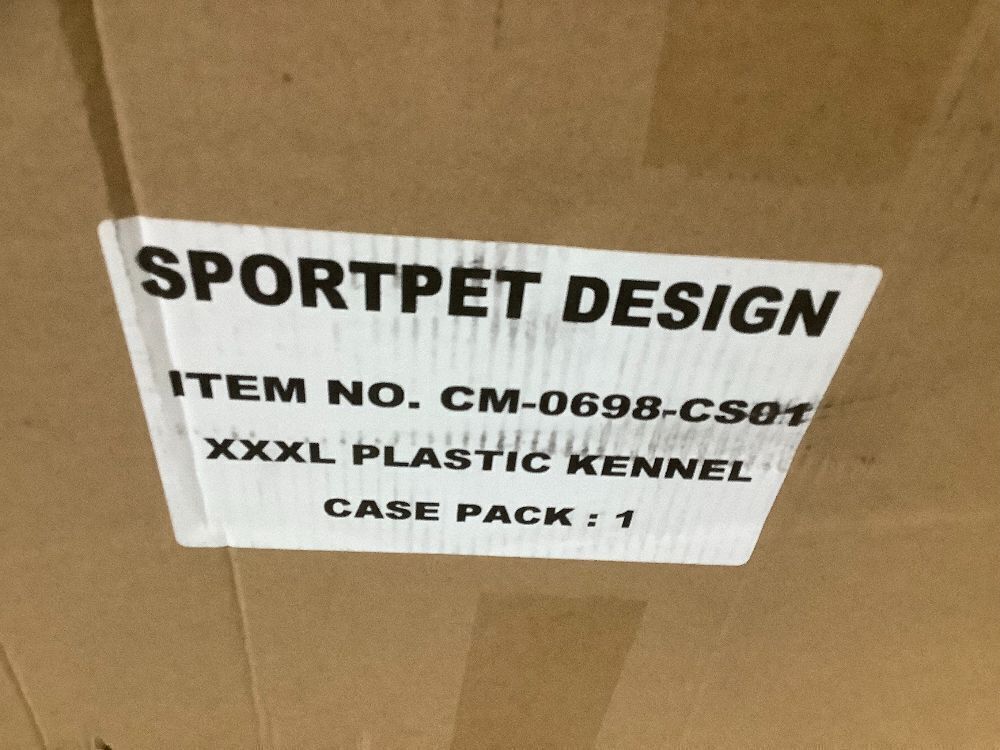 SPORTPET DESIGN
ITEM NO. CM-0698-CS01
XXXL PLASTIC KENNEL
CASE PACK : 1